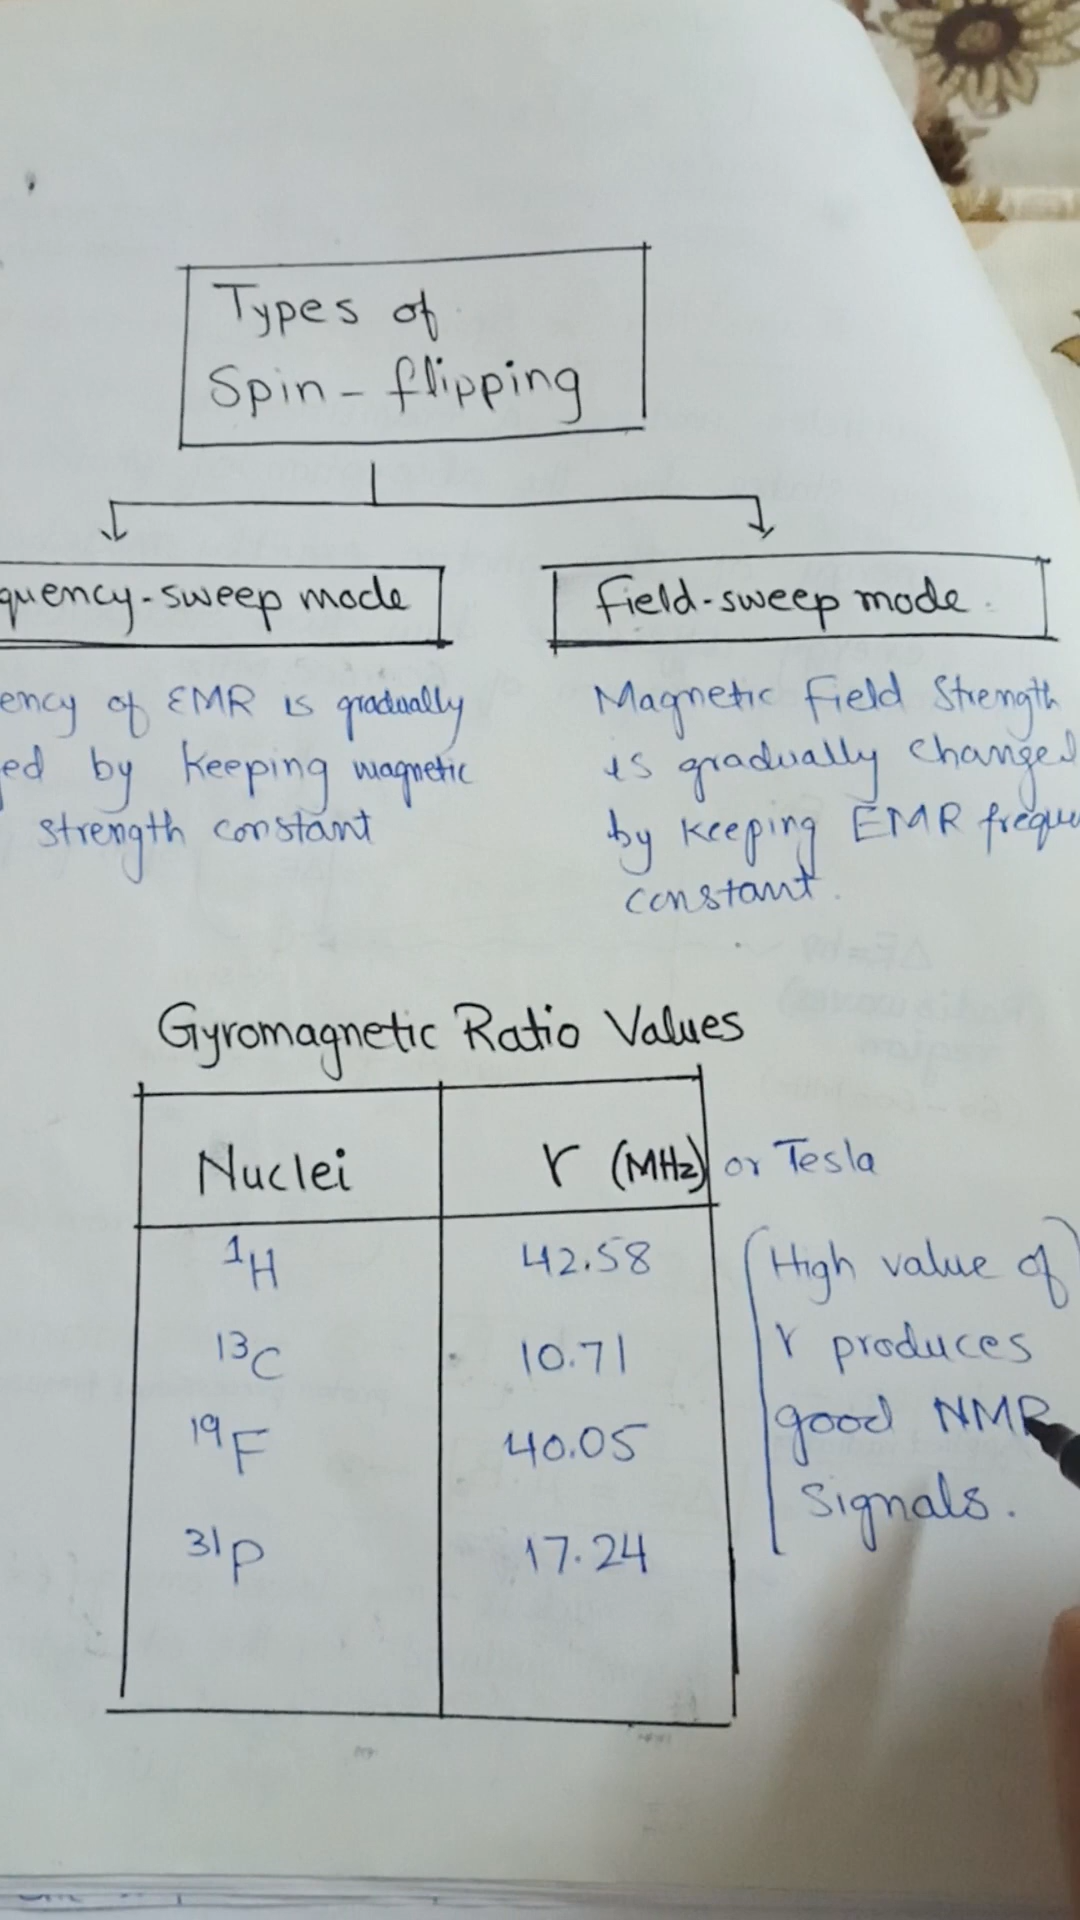 Types of
Spin - flipping
quency-sweep mode
Field-sweep mode.
ency of EMR is gradually
ed by keeping magnetic
strength constant
Magnetic Field Strength
is gradually changed
by keeping EMR frequ
constant.
Gyromagnetic Ratio Values
Nuclei r (MHz) or Tesla
¹H 42.58
¹³C 10.71
¹⁹F 40.05
³¹P 17.24
High value of
r produces
good NMR
Signals.